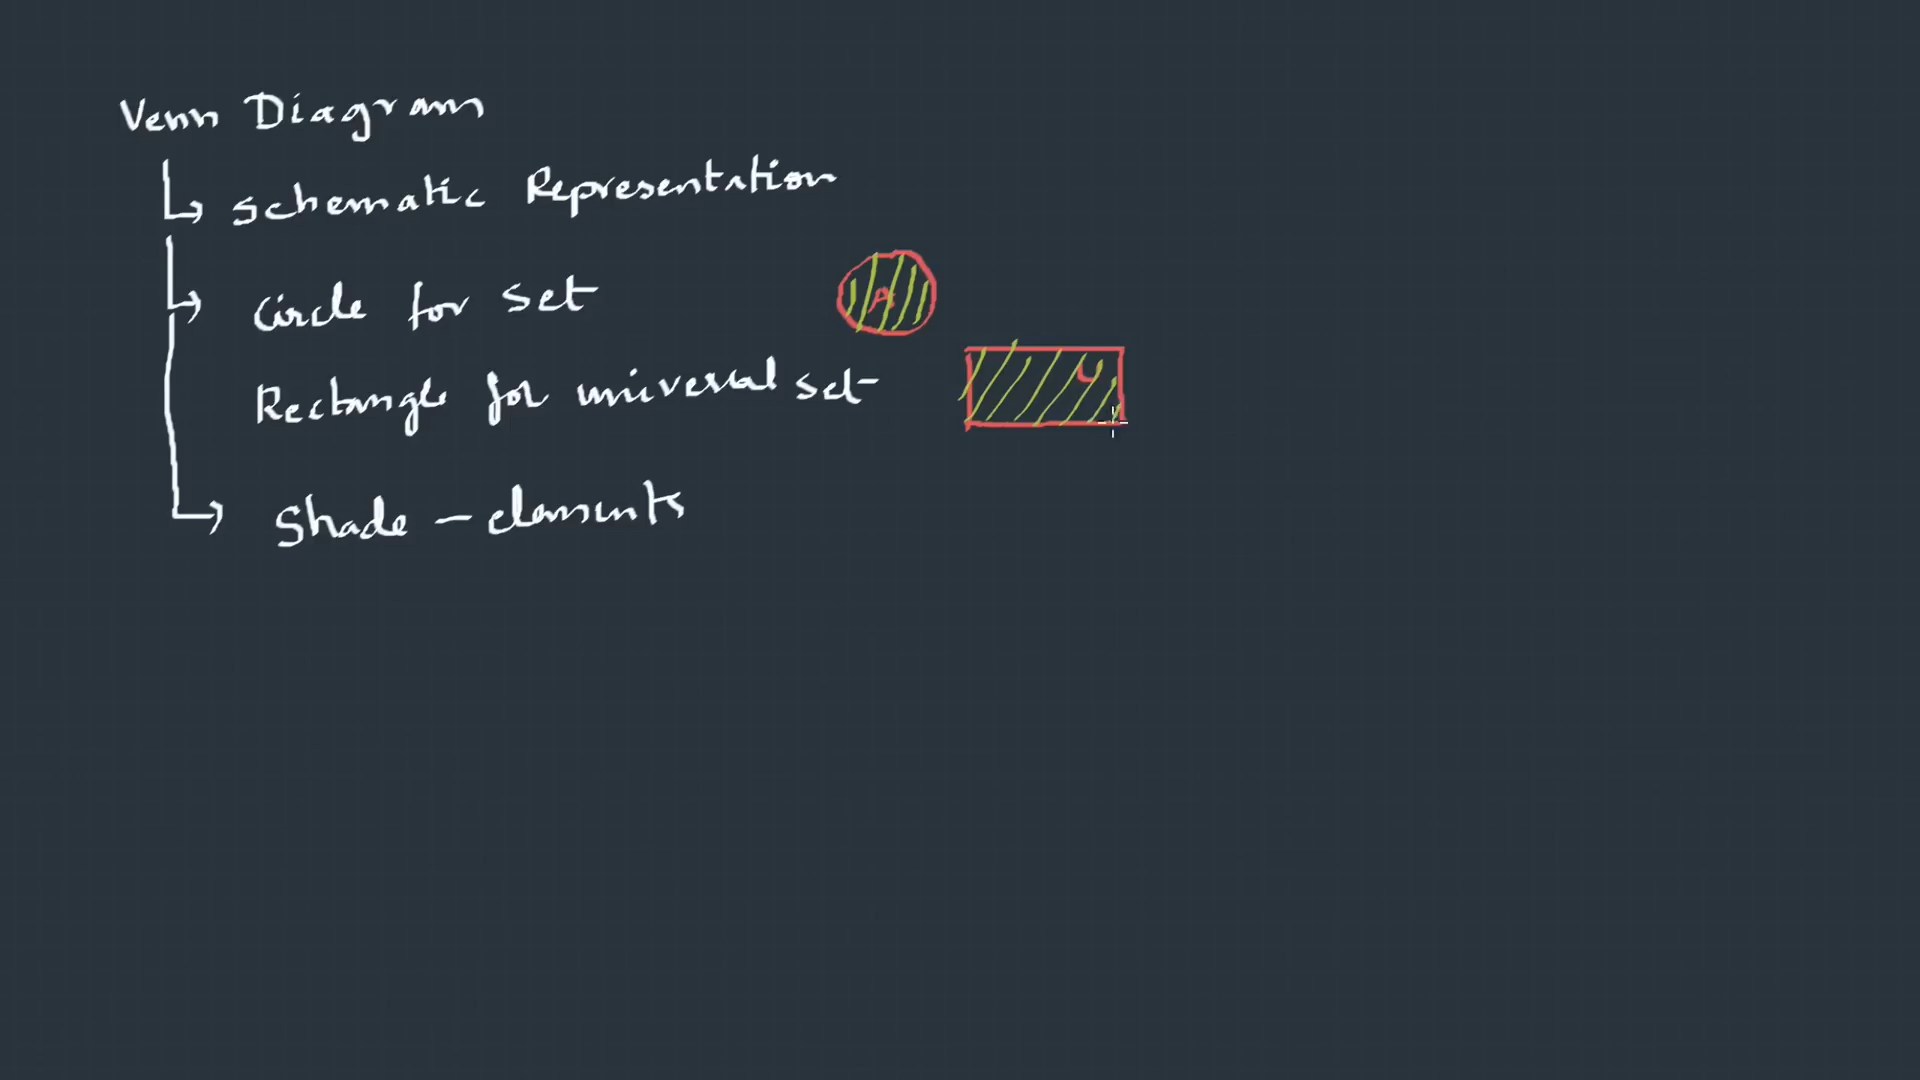 Venn Diagram
↳ Schematic Representation
↳ Circle for set A
Rectangle for universal set U
↳ Shade - elements